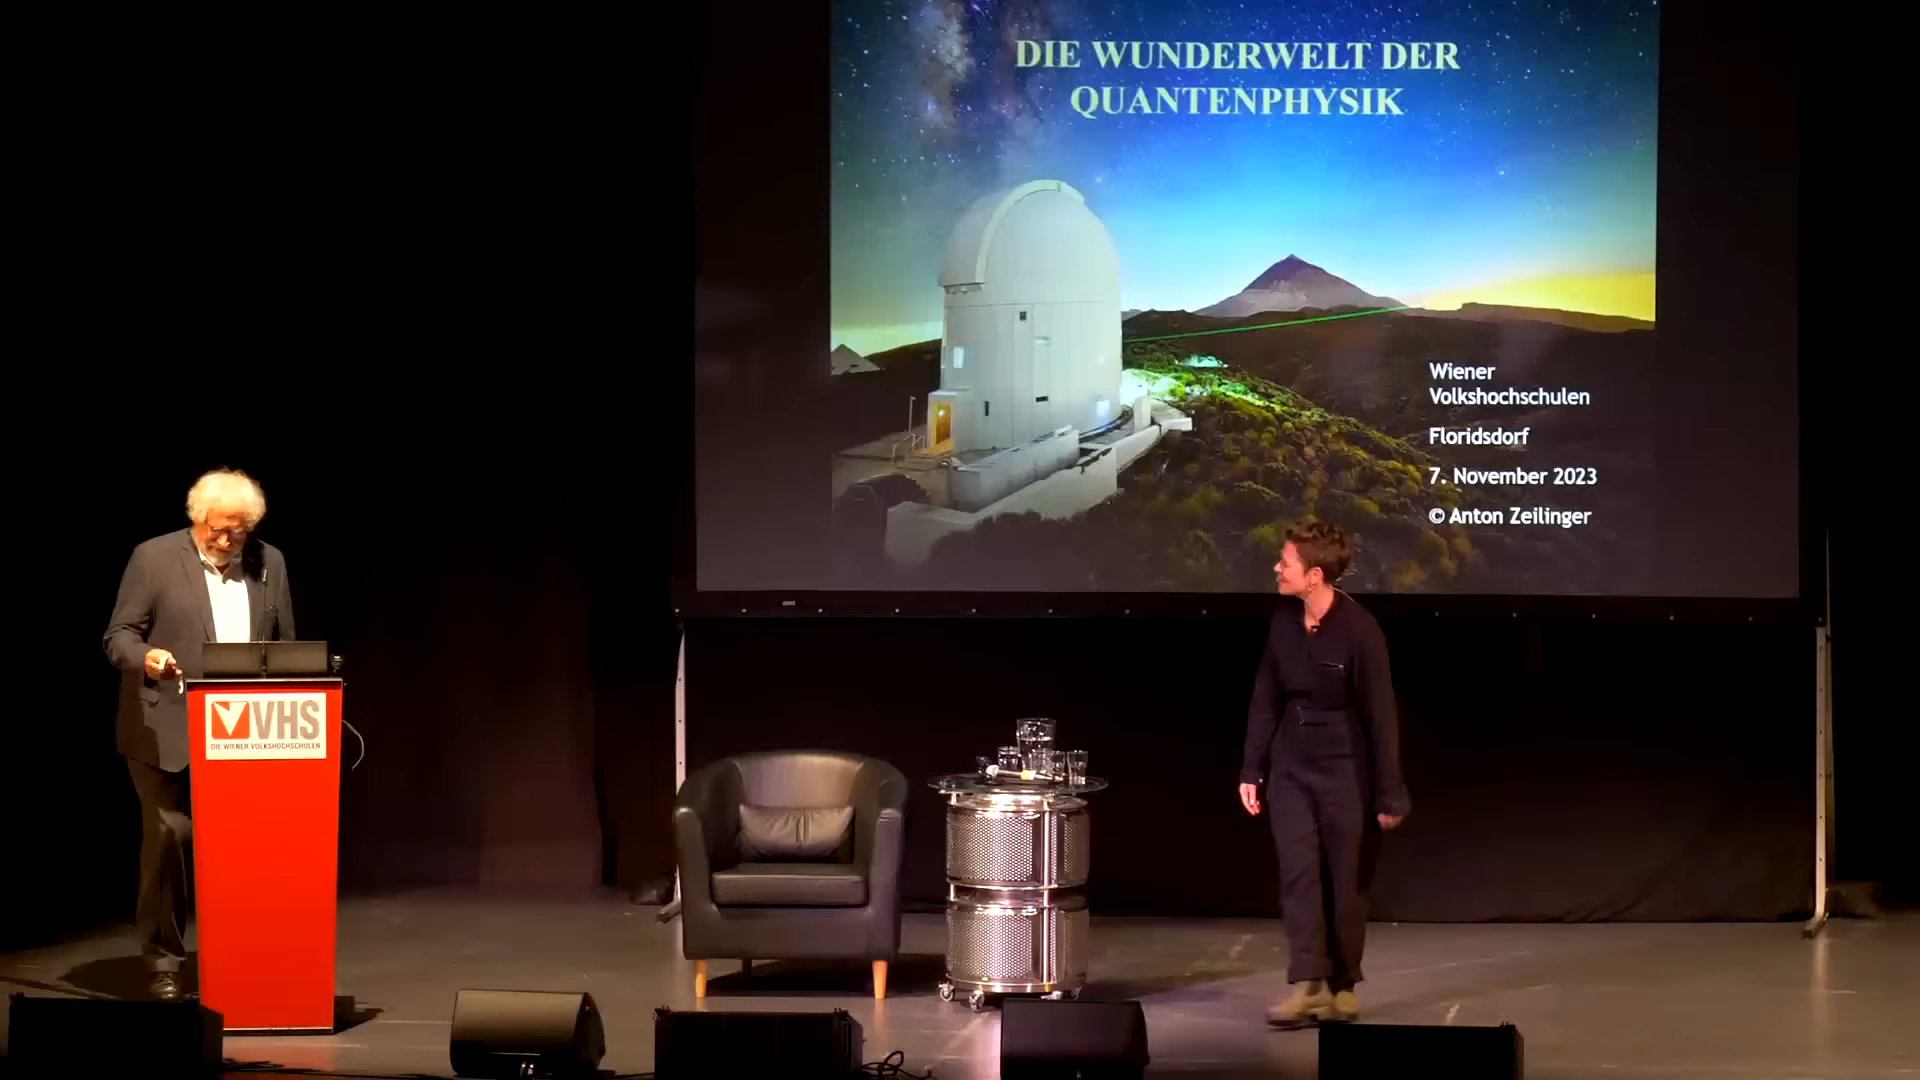 DIE WUNDERWELT DER
QUANTENPHYSIK
Wiener
Volkshochschulen
Floridsdorf
7. November 2023
© Anton Zeilinger
VHS
DIE WIENER VOLKSHOCHSCHULEN